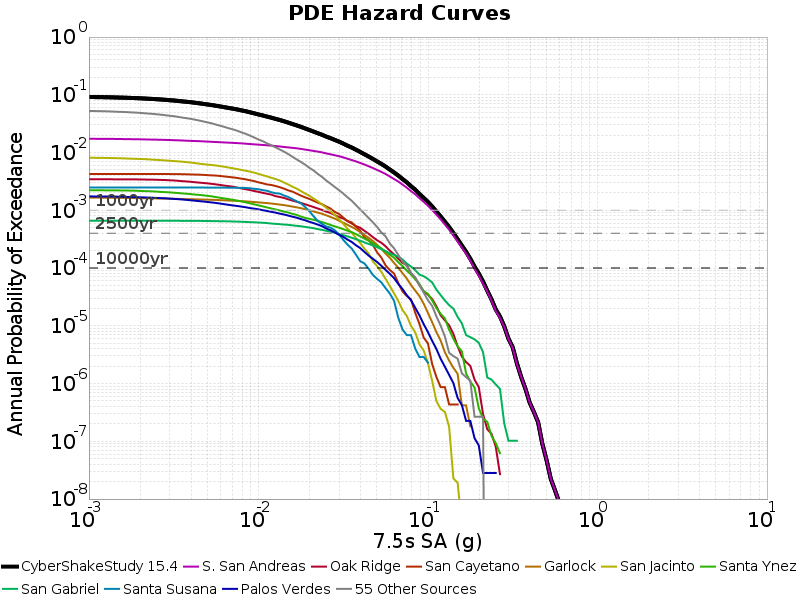 PDE Hazard Curves
Annual Probability of Exceedance
10^0
10^-1
10^-2
10^-3
10^-4
10^-5
10^-6
10^-7
10^-8
1000yr
2500yr
10000yr
10^-3 10^-2 10^-1 10^0 10^1
7.5s SA (g)
CyberShakeStudy 15.4 S. San Andreas Oak Ridge San Cayetano Garlock San Jacinto Santa Ynez
San Gabriel Santa Susana Palos Verdes 55 Other Sources